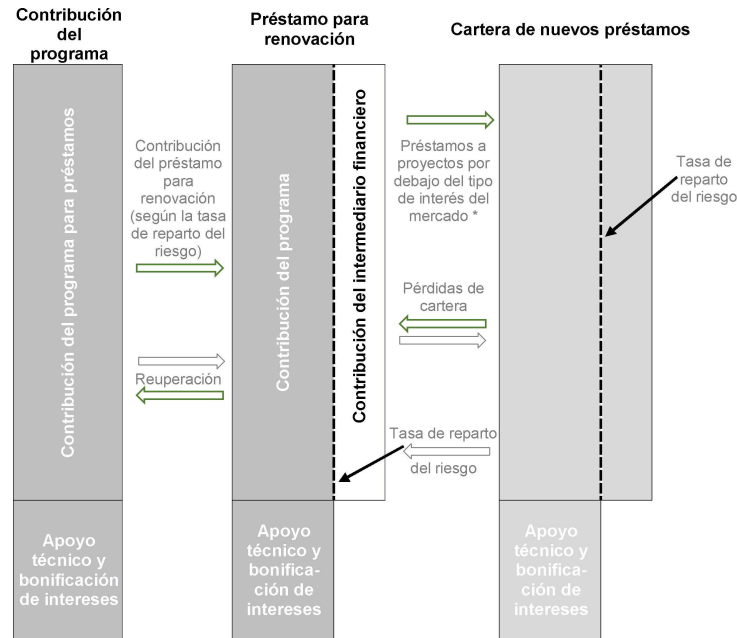 Contribución
del
programa
Préstamo para
renovación
Cartera de nuevos préstamos
Contribución del programa para préstamos
Contribución
del préstamo
para
renovación
(según la tasa
de reparto del
riesgo)
Reuperación
Contribución del programa
Contribución del intermediario financiero
Préstamos a
proyectos por
debajo del tipo
de interés del
mercado *
Pérdidas de
cartera
Tasa de reparto
del riesgo
Tasa de
reparto
del riesgo
Apoyo
técnico y
bonificación
de intereses
Apoyo
técnico y
bonifica-
ción de
intereses
Apoyo
técnico y
bonifica-
ción de
intereses